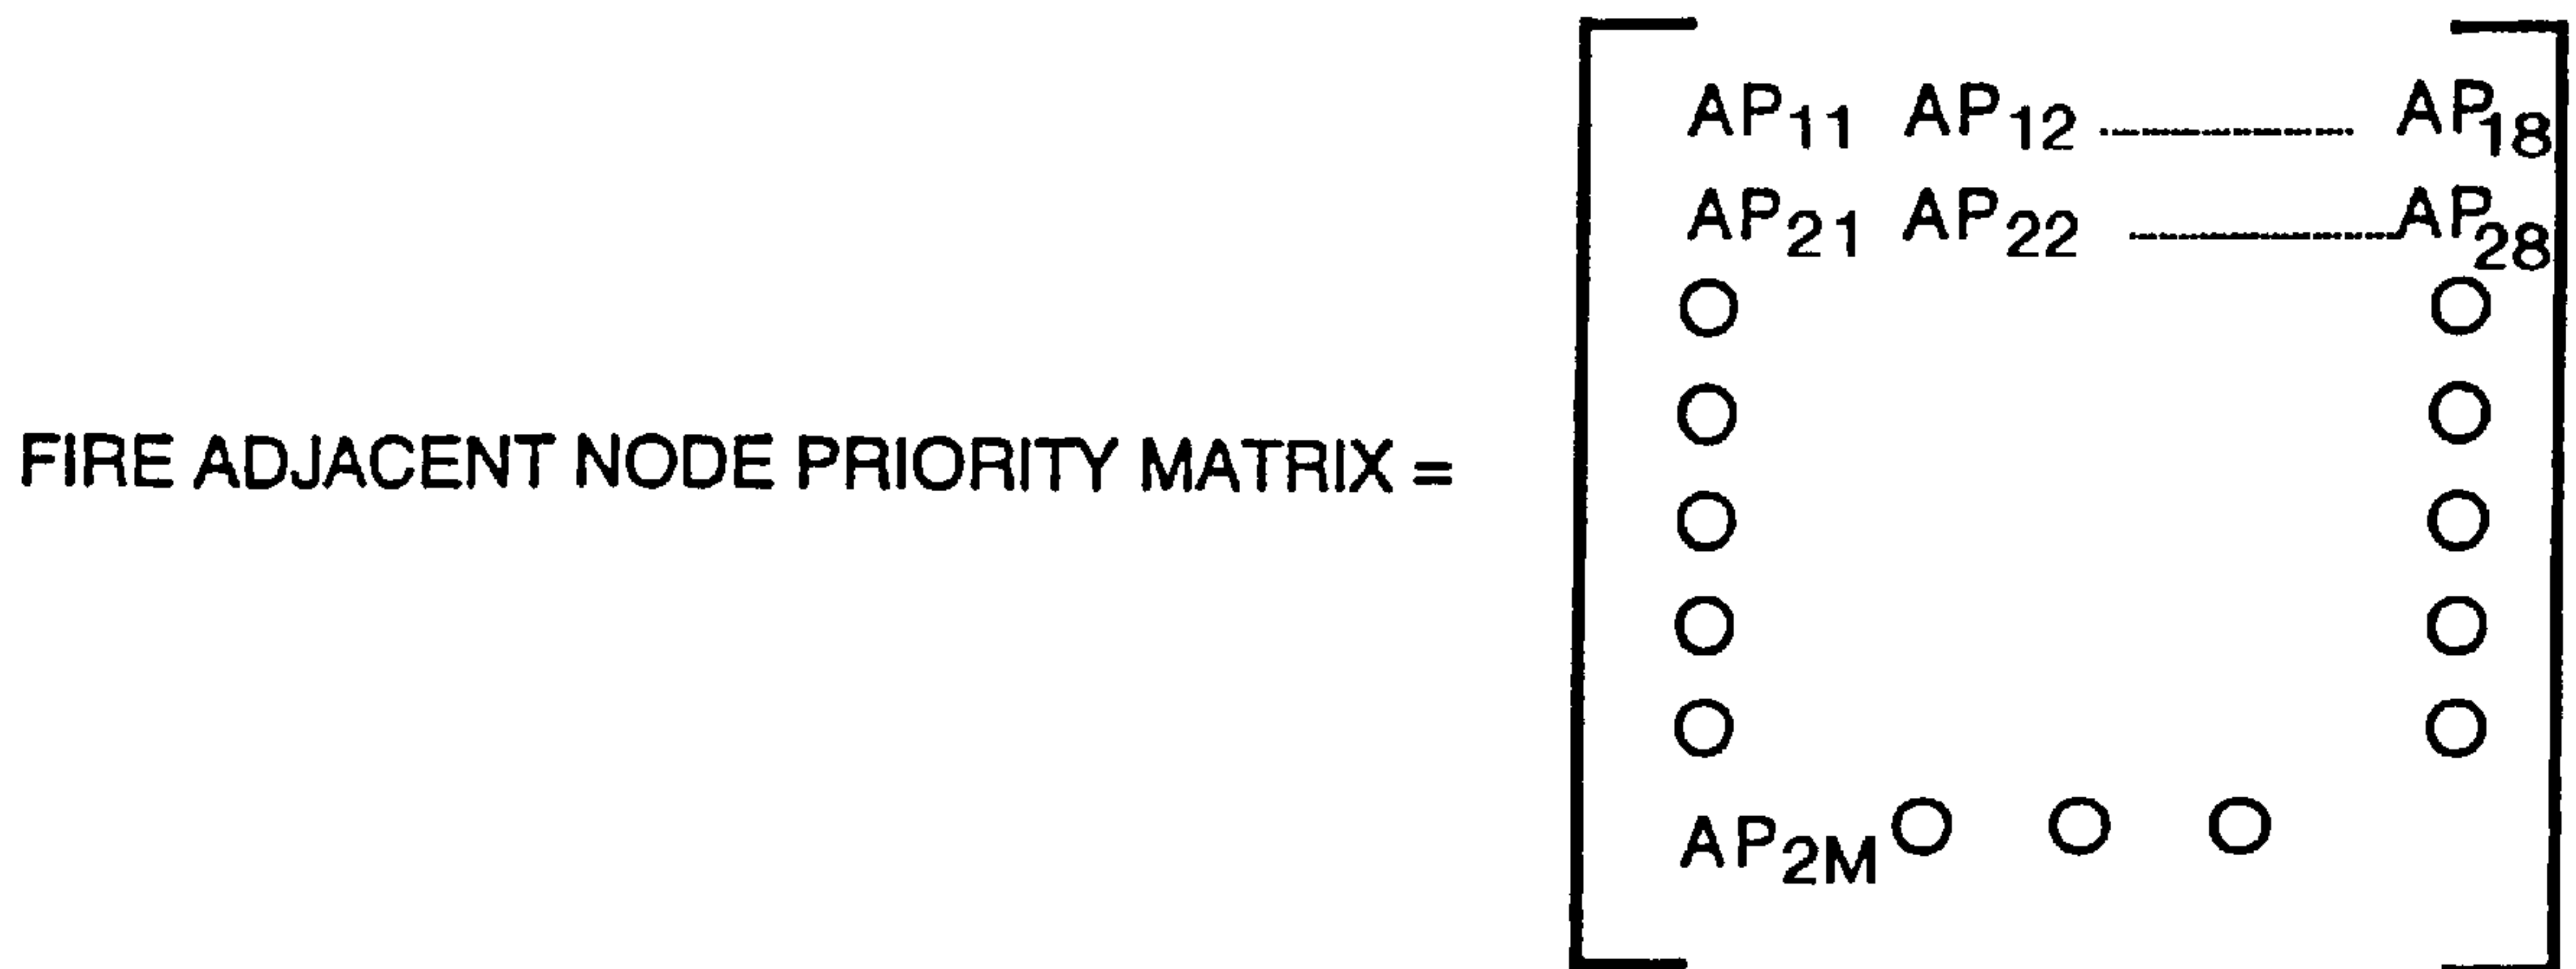 AP₁₁ AP₁₂ ............ AP₁₈
AP₂₁ AP₂₂ ............ AP₂₈
○ ○
○ ○
FIRE ADJACENT NODE PRIORITY MATRIX =
○ ○
○ ○
○ ○
AP₂M ○ ○ ○